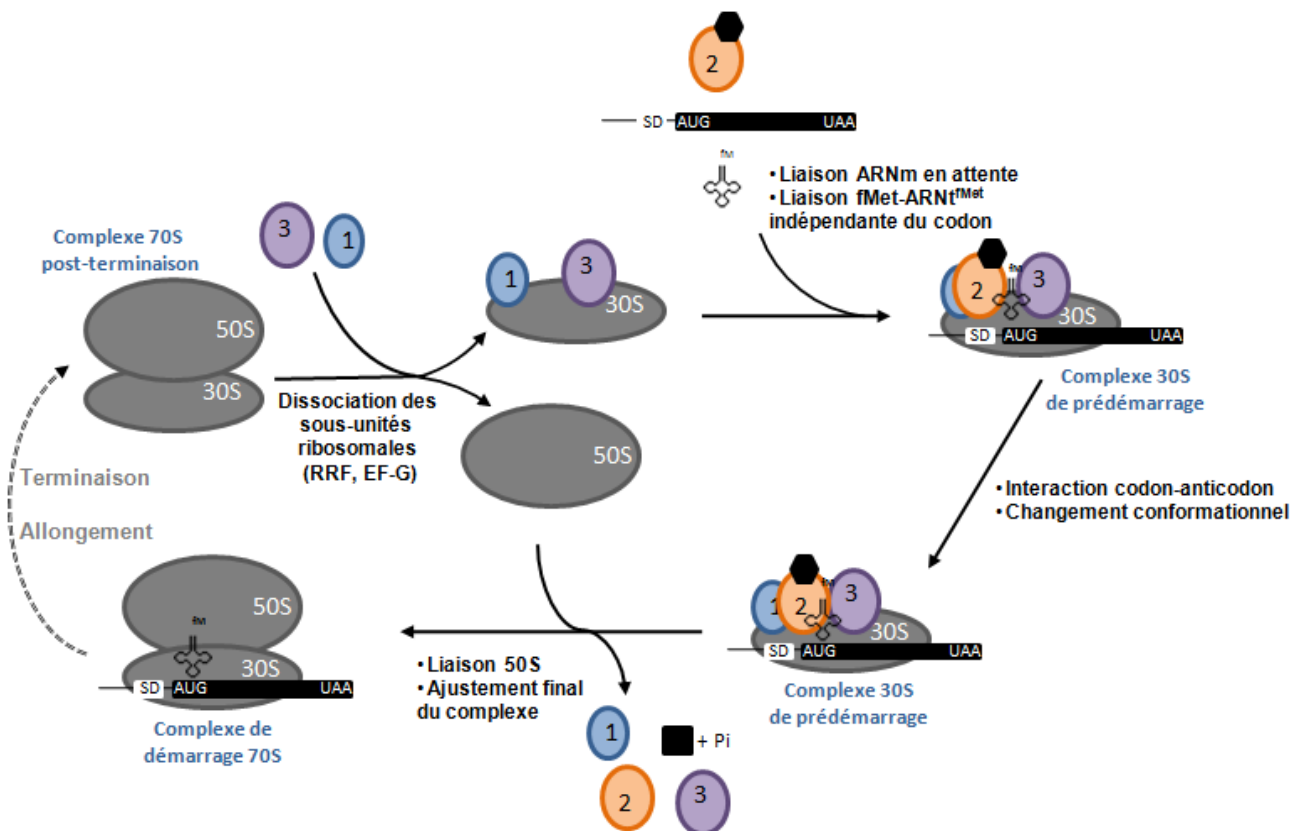 2
SD
AUG
UAA
fM
•Liaison ARNm en attente
•Liaison fMet-ARNtfMet
indépendante du codon
3
1
Complexe 70S
post-terminaison
50S
30S
Dissociation des
sous-unités
ribosomales
(RRF, EF-G)
1
3
30S
50S
2
fM
3
30S
SD
AUG
UAA
Complexe 30S
de prédémarrage
•Interaction codon-anticodon
•Changement conformationnel
1
2
fM
3
30S
SD
AUG
UAA
Complexe 30S
de prédémarrage
•Liaison 50S
•Ajustement final
du complexe
1
+ Pi
2
3
50S
fM
30S
SD
AUG
UAA
Complexe de
démarrage 70S
Terminaison
Allongement